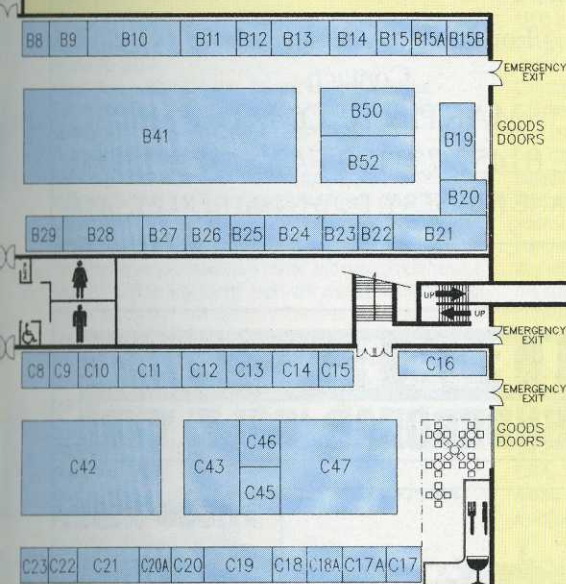 B8 B9 B10 B11 B12 B13 B14 B15 B15A B15B
EMERGENCY
EXIT
B41
B50
B52
B19
GOODS
DOORS
B20
B29 B28 B27 B26 B25 B24 B23 B22 B21
UP
UP
EMERGENCY
EXIT
C8 C9 C10 C11 C12 C13 C14 C15
C16
EMERGENCY
EXIT
GOODS
DOORS
C42
C43
C46
C45
C47
C23 C22 C21 C20A C20 C19 C18 C18A C17A C17